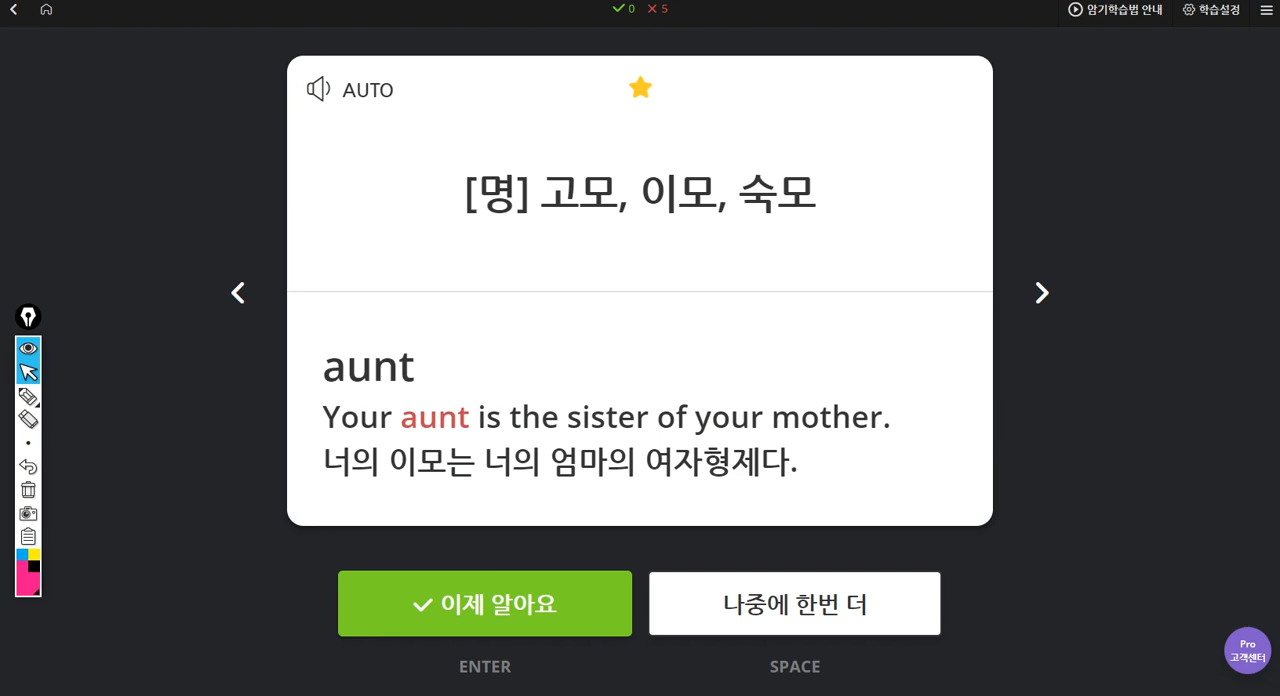 0 5 암기학습법 안내 학습설정
AUTO
[명] 고모, 이모, 숙모
aunt
Your aunt is the sister of your mother.
너의 이모는 너의 엄마의 여자형제다.
이제 알아요 나중에 한번 더
ENTER SPACE
Pro
고객센터